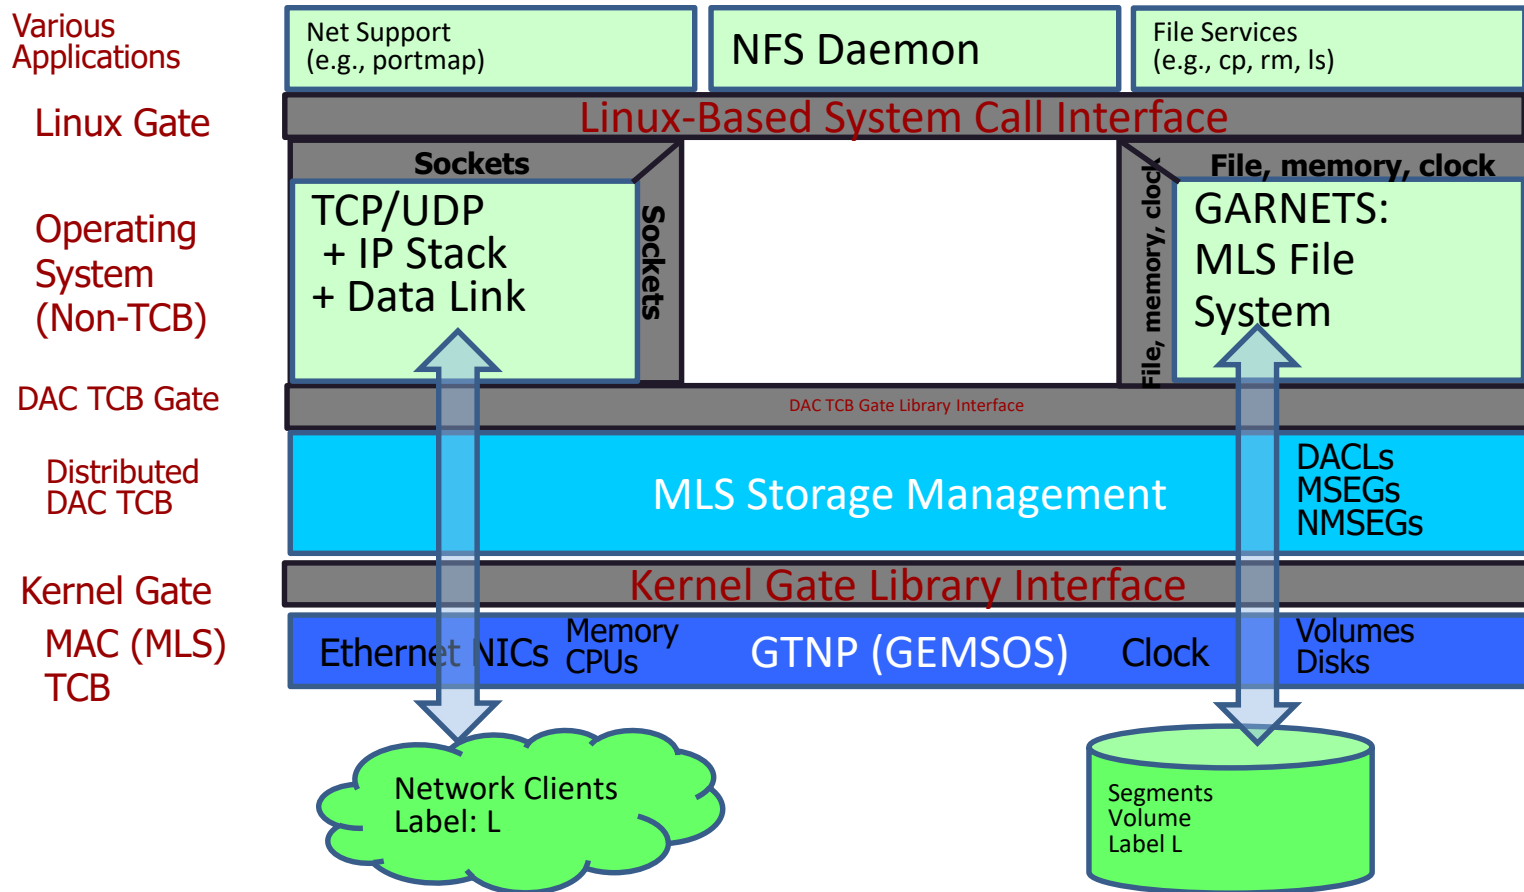 Various
Applications
Net Support
(e.g., portmap)
NFS Daemon
File Services
(e.g., cp, rm, ls)
Linux Gate
Linux-Based System Call Interface
Sockets
File, memory, clock
Operating
System
(Non-TCB)
TCP/UDP
+ IP Stack
+ Data Link
Sockets
File, memory, clock
GARNETS:
MLS File
System
DAC TCB Gate
DAC TCB Gate Library Interface
Distributed
DAC TCB
MLS Storage Management
DACLs
MSEGs
NMSEGs
Kernel Gate
Kernel Gate Library Interface
MAC (MLS)
TCB
Ethernet NICs
Memory
CPUs
GTNP (GEMSOS)
Clock
Volumes
Disks
Network Clients
Label: L
Segments
Volume
Label L